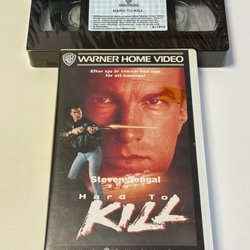 HARD TO KILL
WARNER HOME VIDEO
Efter sju år vaknar han upp
för att hämnas!
Steven Seagal
Hard To
KILL